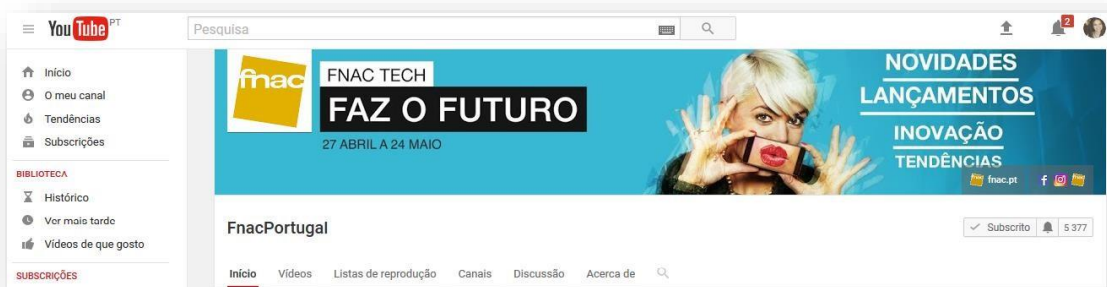 YouTube PT
Pesquisa
2
Início
O meu canal
Tendências
Subscrições
BIBLIOTECA
Histórico
Ver mais tarde
Vídeos de que gosto
SUBSCRIÇÕES
fnac
FNAC TECH
FAZ O FUTURO
27 ABRIL A 24 MAIO
NOVIDADES
LANÇAMENTOS
INOVAÇÃO
TENDÊNCIAS
fnac.pt
FnacPortugal
Subscrito 5 377
Início Vídeos Listas de reprodução Canais Discussão Acerca de